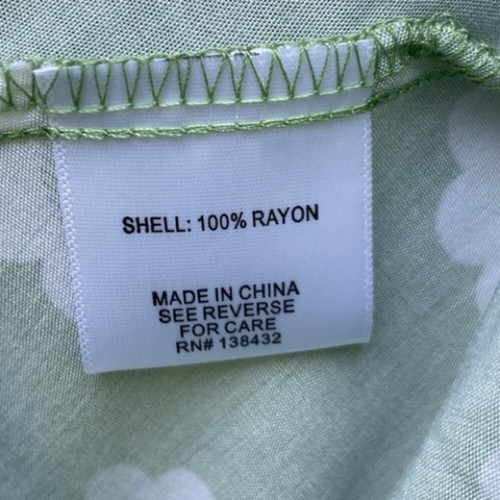 SHELL: 100% RAYON
MADE IN CHINA
SEE REVERSE
FOR CARE
RN# 138432